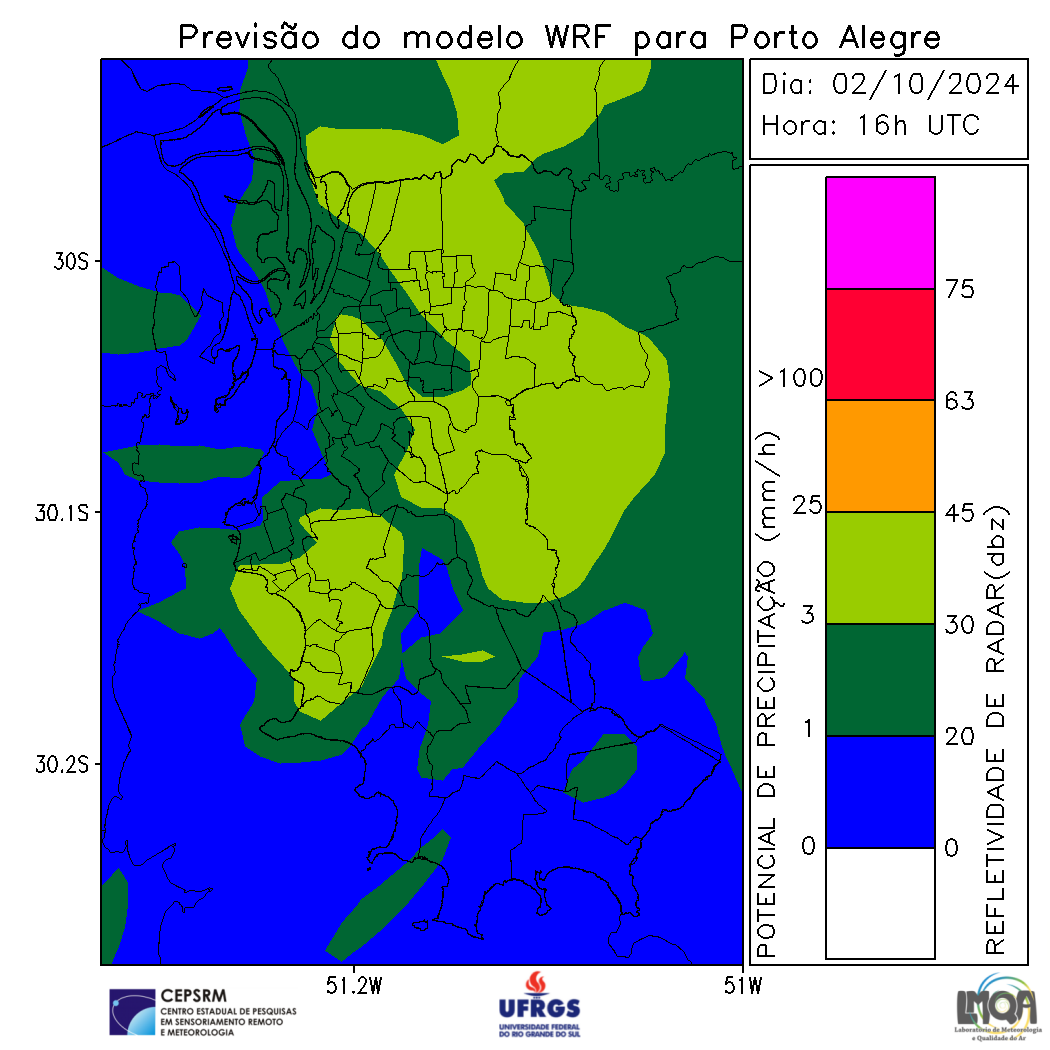 Previsão do modelo WRF para Porto Alegre
Dia: 02/10/2024
Hora: 16h UTC
30S
30.1S
30.2S
51.2W
51W
POTENCIAL DE PRECIPITAÇÃO (mm/h)
>100
25
3
1
0
75
63
45
30
20
0
REFLETIVIDADE DE RADAR(dbz)
CEPSRM
CENTRO ESTADUAL DE PESQUISAS
EM SENSORIAMENTO REMOTO
E METEOROLOGIA
UFRGS
UNIVERSIDADE FEDERAL
DO RIO GRANDE DO SUL
LMQA
Laboratório de Meteorologia
e Qualidade do Ar